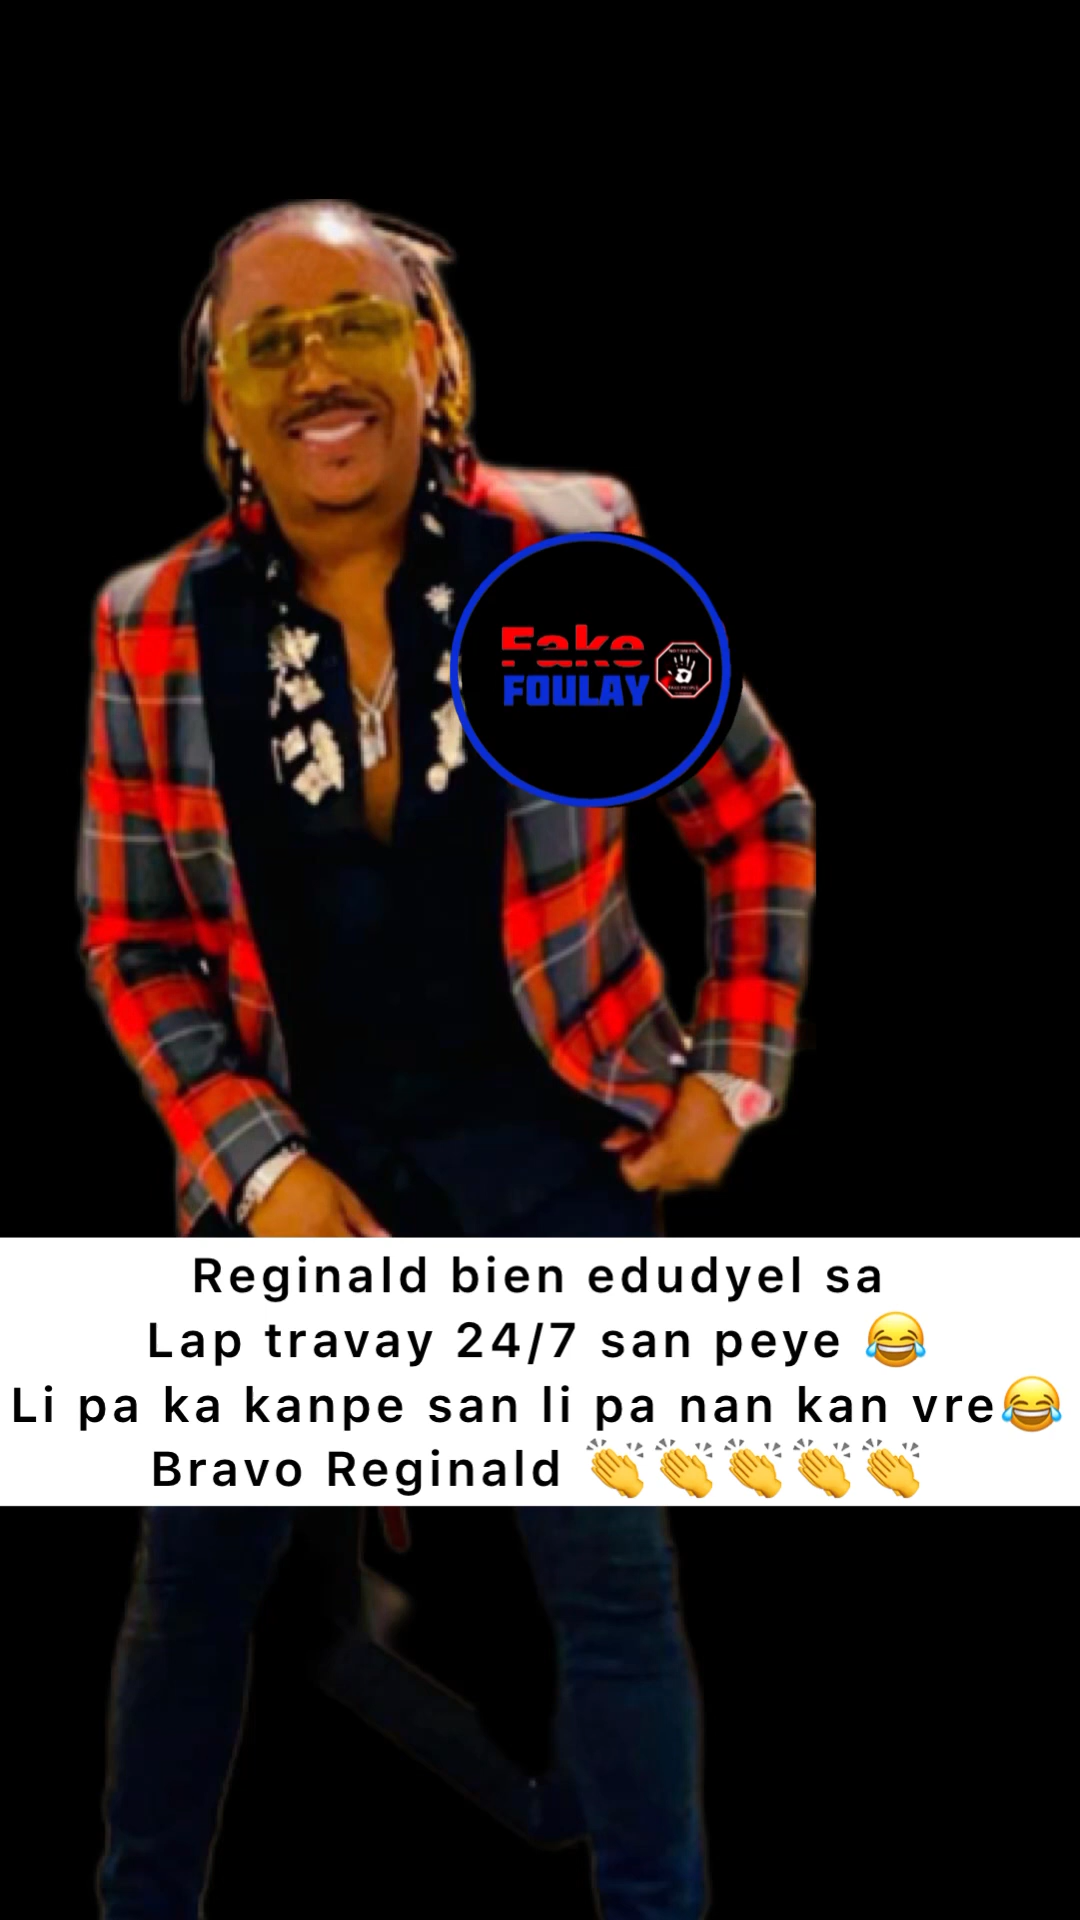 Fake
FOULAY
Reginald bien edudyel sa
Lap travay 24/7 san peye 😂
Li pa ka kanpe san li pa nan kan vre😂
Bravo Reginald 👏👏👏👏👏